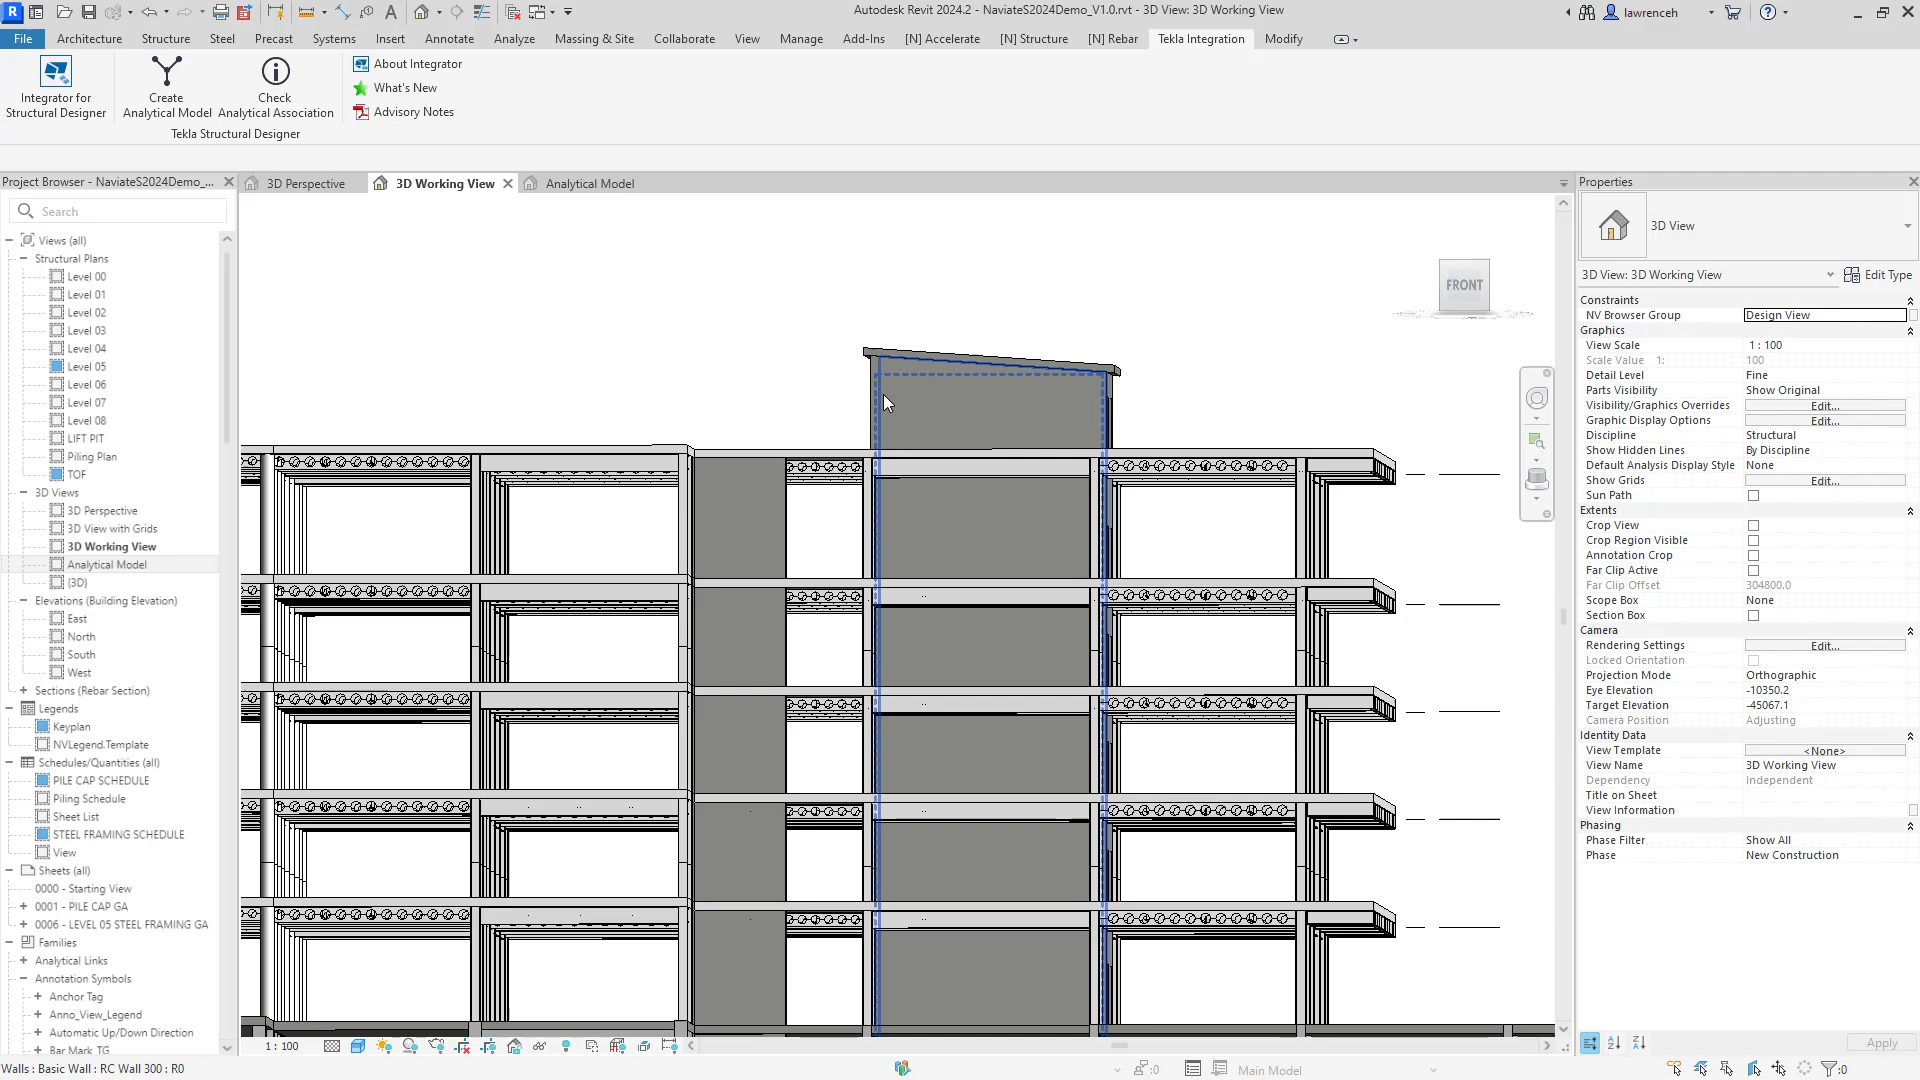 Autodesk Revit 2024.2 - NaviateS2024Demo_V1.0.rvt - 3D View: 3D Working View
lawrenceh
File Architecture Structure Steel Precast Systems Insert Annotate Analyze Massing & Site Collaborate View Manage Add-Ins [N] Accelerate [N] Structure [N] Rebar Tekla Integration Modify
Integrator for
Structural Designer
Create
Analytical Model
Check
Analytical Association
About Integrator
What's New
Advisory Notes
Tekla Structural Designer
Project Browser - NaviateS2024Demo_...
Search
Views (all)
Structural Plans
Level 00
Level 01
Level 02
Level 03
Level 04
Level 05
Level 06
Level 07
Level 08
LIFT PIT
Piling Plan
TOF
3D Views
3D Perspective
3D View with Grids
3D Working View
Analytical Model
{3D}
Elevations (Building Elevation)
East
North
South
West
Sections (Rebar Section)
Legends
Keyplan
NVLegend.Template
Schedules/Quantities (all)
PILE CAP SCHEDULE
Piling Schedule
Sheet List
STEEL FRAMING SCHEDULE
View
Sheets (all)
0000 - Starting View
0001 - PILE CAP GA
0006 - LEVEL 05 STEEL FRAMING GA
Families
Analytical Links
Annotation Symbols
Anchor Tag
Anno_View_Legend
Automatic Up/Down Direction
Bar Mark_TG
3D Perspective
3D Working View
Analytical Model
FRONT
1 : 100
Properties
3D View
3D View: 3D Working View
Edit Type
Constraints
NV Browser Group Design View
Graphics
View Scale 1 : 100
Scale Value 1: 100
Detail Level Fine
Parts Visibility Show Original
Visibility/Graphics Overrides Edit...
Graphic Display Options Edit...
Discipline Structural
Show Hidden Lines By Discipline
Default Analysis Display Style None
Show Grids Edit...
Sun Path
Extents
Crop View
Crop Region Visible
Annotation Crop
Far Clip Active
Far Clip Offset 304800.0
Scope Box None
Section Box
Camera
Rendering Settings Edit...
Locked Orientation
Projection Mode Orthographic
Eye Elevation -10350.2
Target Elevation -45067.1
Camera Position Adjusting
Identity Data
View Template <None>
View Name 3D Working View
Dependency Independent
Title on Sheet
View Information
Phasing
Phase Filter Show All
Phase New Construction
Apply
Walls : Basic Wall : RC Wall 300 : R0
:0
Main Model
:0